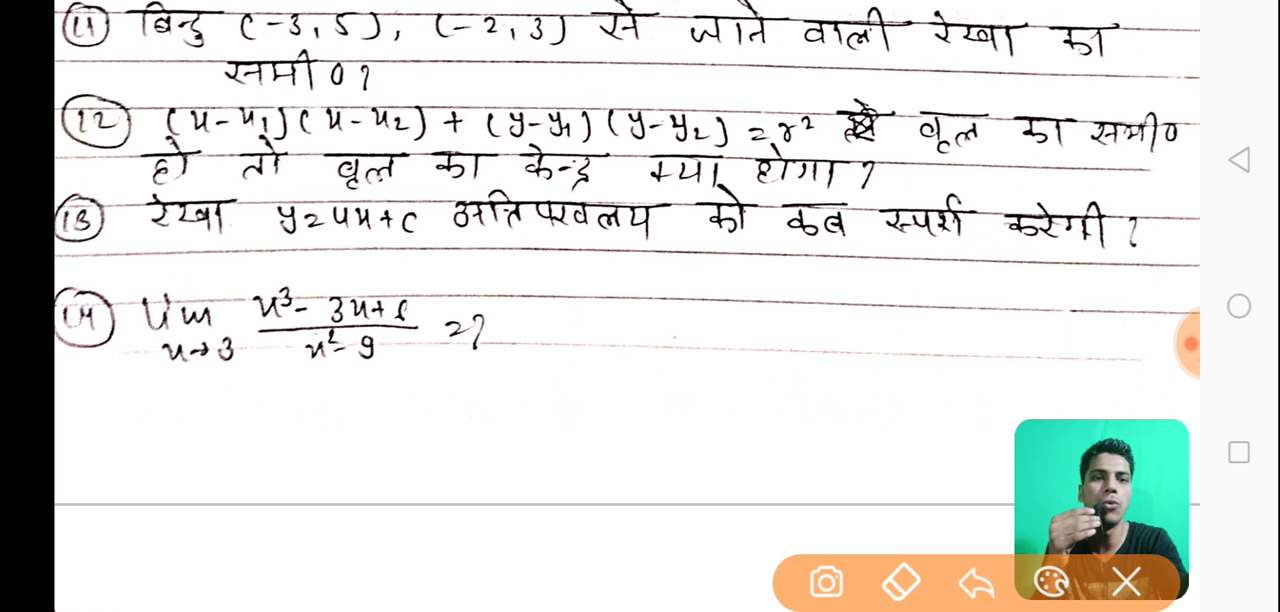 (11) बिन्दु (-3,5), (-2,3) से जाने वाली रेखा का
समी०?
(12) (x-x₁)(x-x₂) + (y-y₁)(y-y₂) = r² वृत्त का समी०
हो तो वृत्त का केन्द्र क्या होगा?
(13) रेखा y=4x+c अतिपरवलय को कब स्पर्श करेगी?
(14) lim x→3 x³-3x+ / x²-9 =?